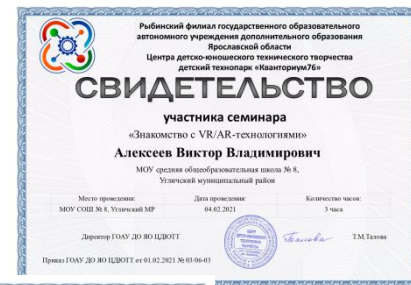 Рыбинский филиал государственного образовательного
автономного учреждения дополнительного образования
Ярославской области
Центра детско-юношеского технического творчества
детский технопарк «Кванториум76»
СВИДЕТЕЛЬСТВО
участника семинара
«Знакомство с VR/AR-технологиями»
Алексеев Виктор Владимирович
МОУ средняя общеобразовательная школа № 8,
Угличский муниципальный район
Место проведения: Дата проведения: Количество часов:
МОУ СОШ № 8, Угличский МР 04.02.2021 3 часа
Директор ГОАУ ДО ЯО ЦДЮТТ Т.М.Талова
Приказ ГОАУ ДО ЯО ЦДЮТТ от 01.02.2021 № 03-06-03